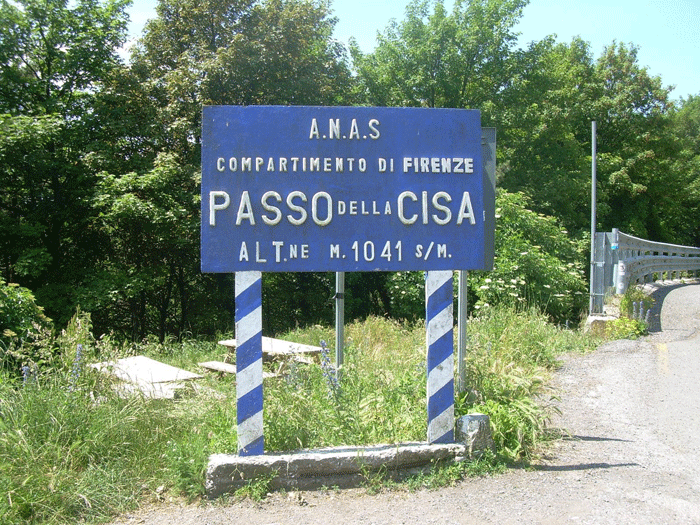 A.N.A.S
COMPARTIMENTO DI FIRENZE
PASSO DELLA CISA
ALT.NE M. 1041 S/M.